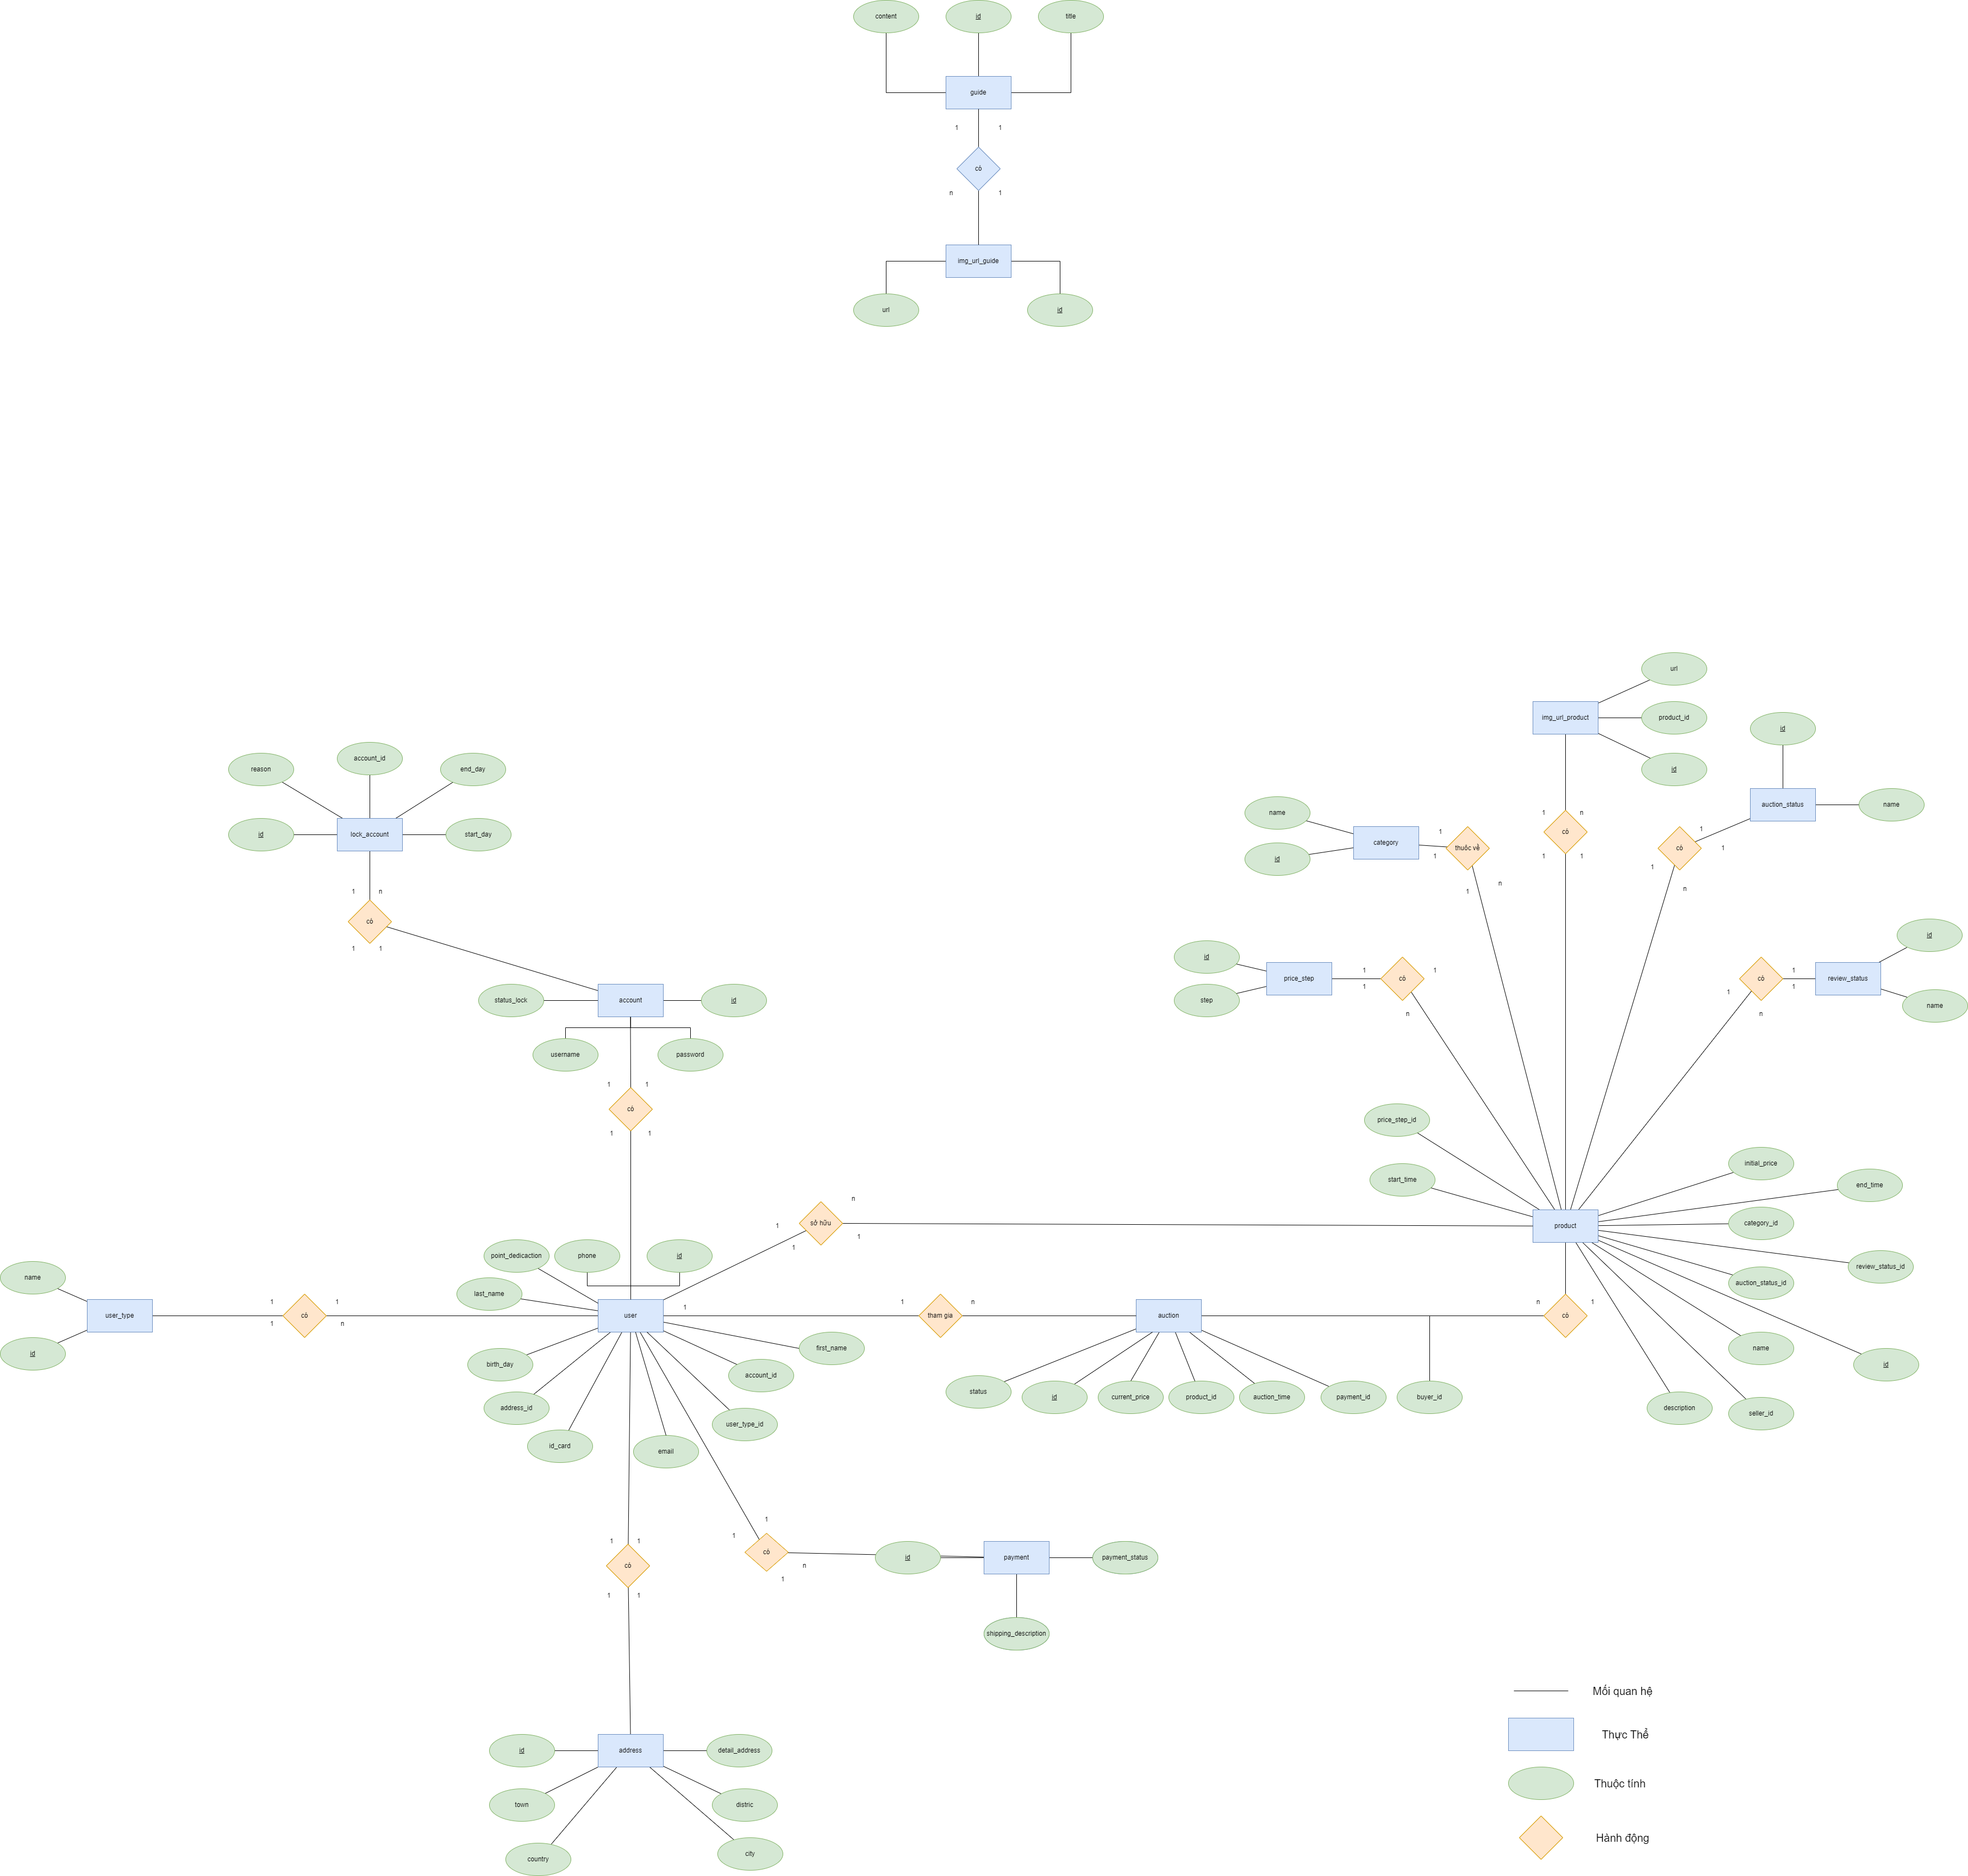 content
id
title
guide
1
1
có
n
1
img_url_guide
url
id
url
img_url_product
product_id
id
id
auction_status
name
reason
account_id
end_day
id
lock_account
start_day
1
n
có
1
1
name
category
id
1
1
thuôc về
1
n
1
n
có
1
1
1
1
có
1
n
id
price_step
step
1
1
có
1
n
id
review_status
name
1
1
có
1
n
status_lock
account
id
username
password
1
1
có
1
1
price_step_id
start_time
initial_price
end_time
product
category_id
review_status_id
auction_status_id
name
id
description
seller_id
n
1
sở hữu
1
1
point_dedicaction
phone
id
last_name
name
user_type
id
1
1
có
1
n
user
1
1
tham gia
n
auction
n
1
có
birth_day
first_name
account_id
address_id
user_type_id
id_card
email
status
id
current_price
product_id
auction_time
payment_id
buyer_id
1
1
có
1
1
1
1
có
n
1
id
payment
payment_status
shipping_description
id
address
detail_address
town
distric
country
city
Mối quan hệ
Thực Thể
Thuộc tính
Hành động